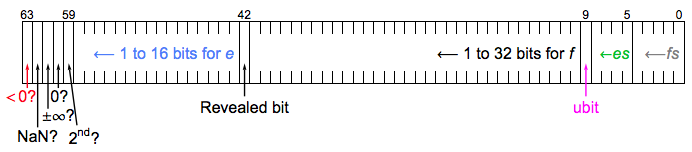 63 59 42 9 5 0
← 1 to 16 bits for e ← 1 to 32 bits for f ←es ←fs
<0? 0? Revealed bit ubit
±∞?
NaN? 2nd?